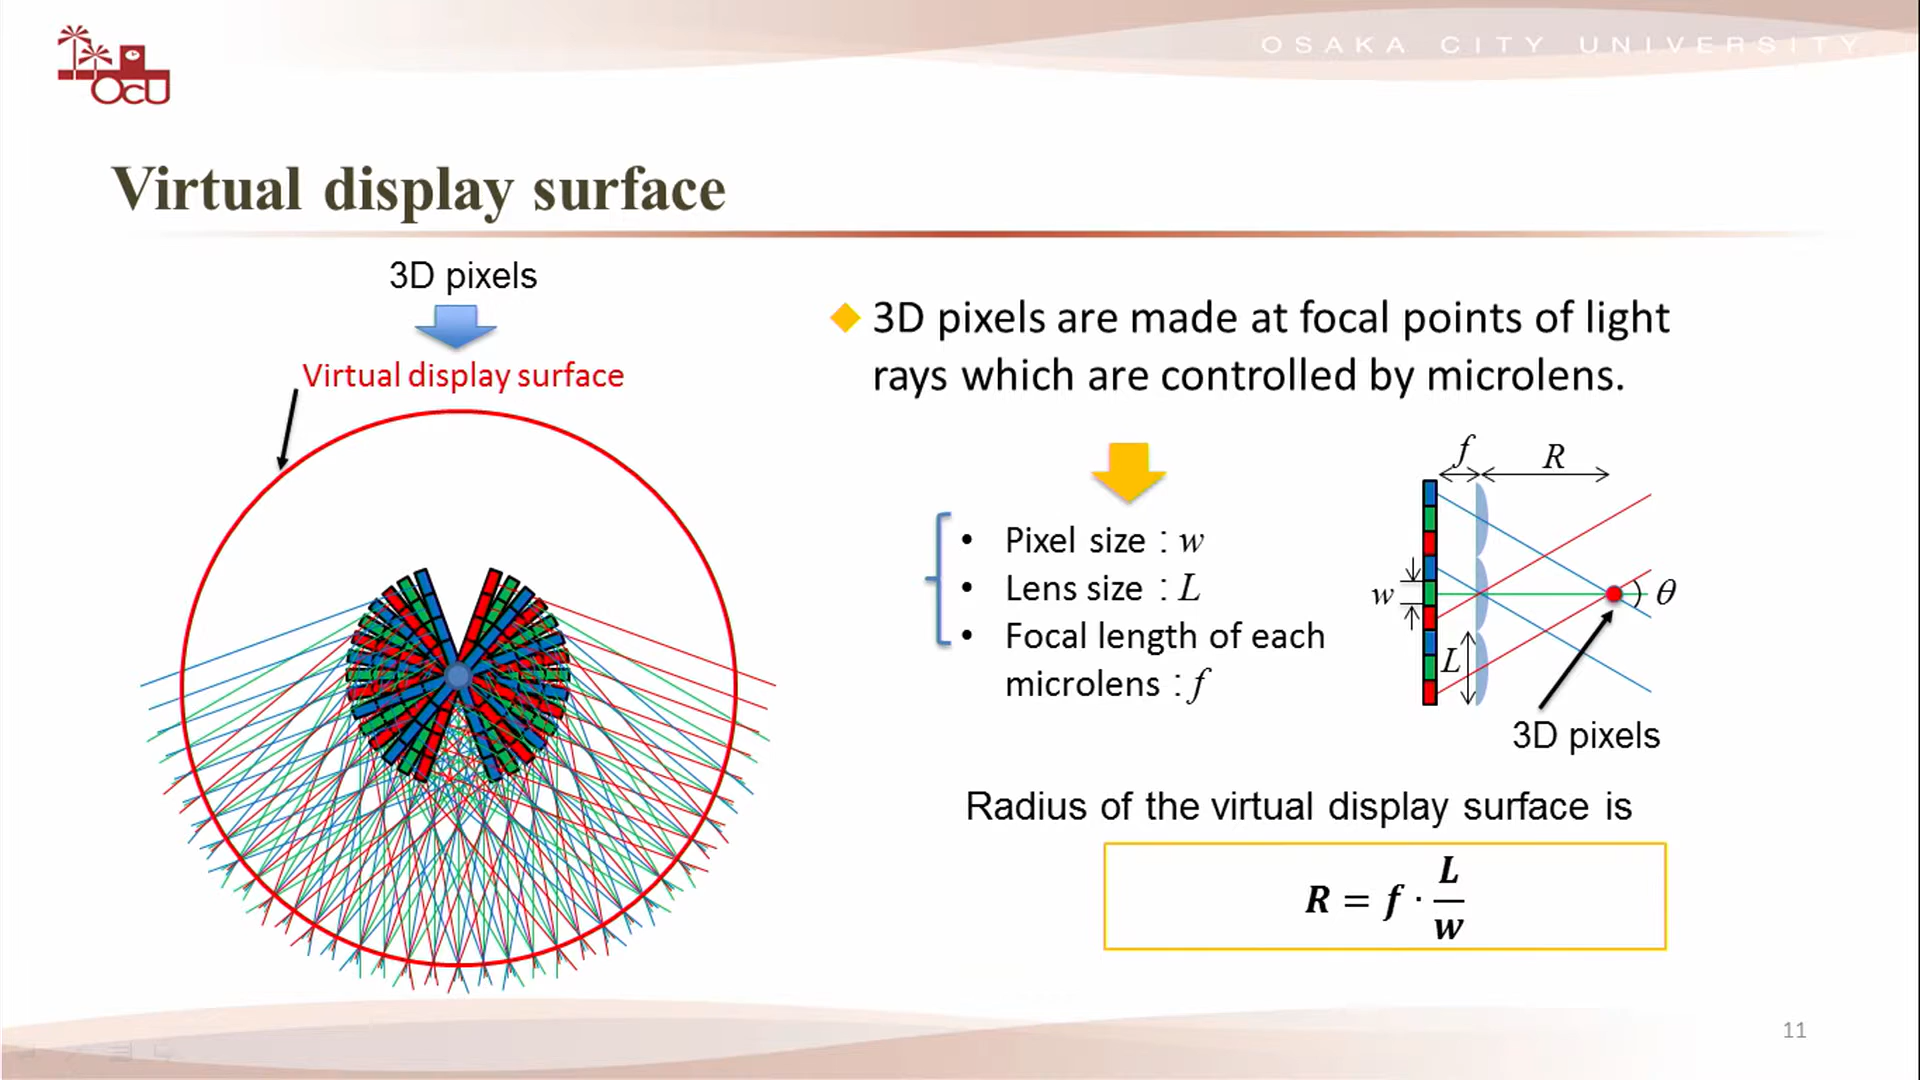 OSAKA CITY UNIVERSITY
OCU
Virtual display surface
3D pixels
Virtual display surface
3D pixels are made at focal points of light
rays which are controlled by microlens.
• Pixel size : w
• Lens size : L
• Focal length of each
microlens : f
f
R
w
θ
L
3D pixels
Radius of the virtual display surface is
R = f · L/w
11